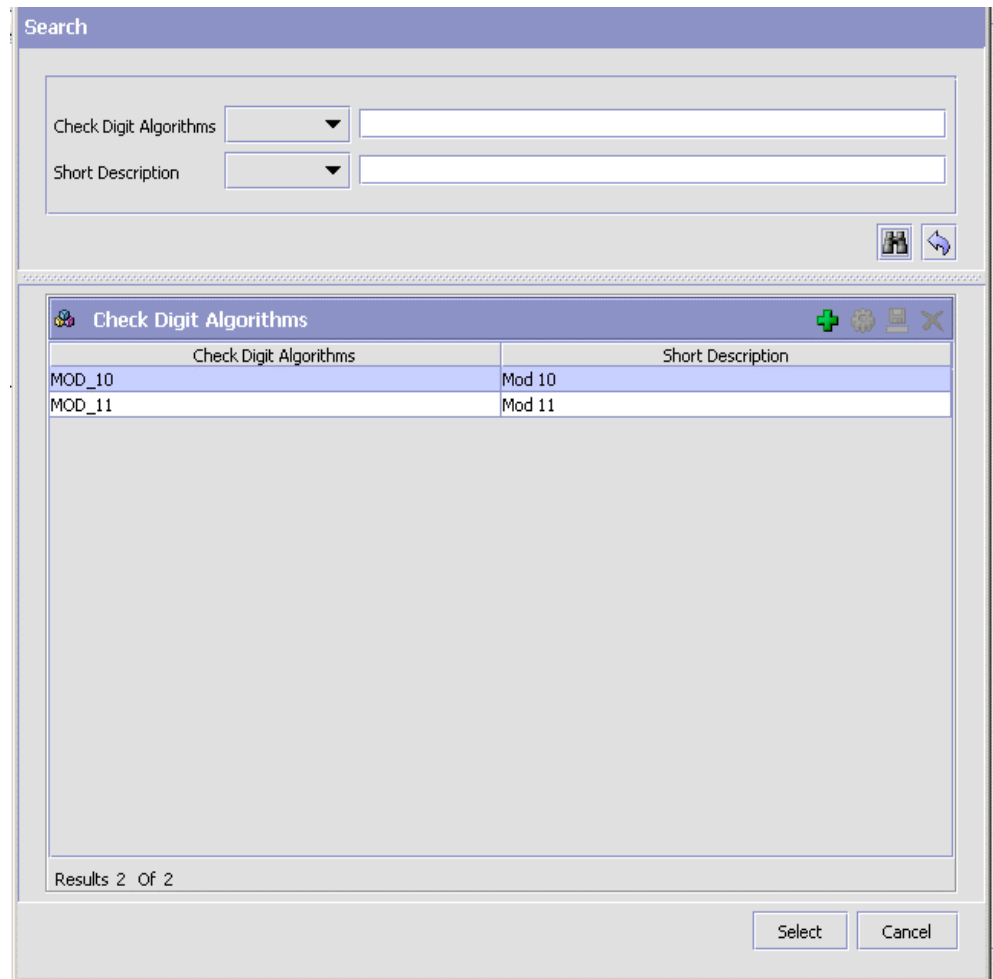 Search
Check Digit Algorithms
Short Description
Check Digit Algorithms
Check Digit Algorithms Short Description
MOD_10 Mod 10
MOD_11 Mod 11
Results 2 Of 2
Select Cancel